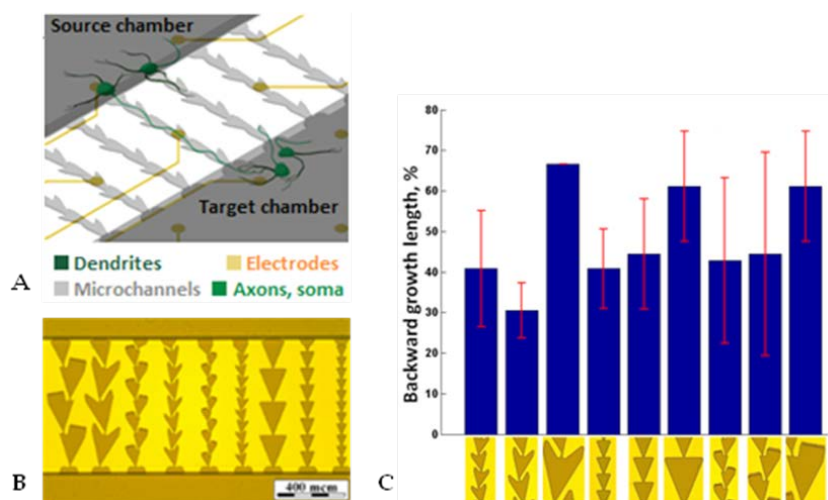 Source chamber
Target chamber
Dendrites
Electrodes
Microchannels
Axons, soma
A
B
400 mcm
C
Backward growth length, %
80
70
60
50
40
30
20
10
0